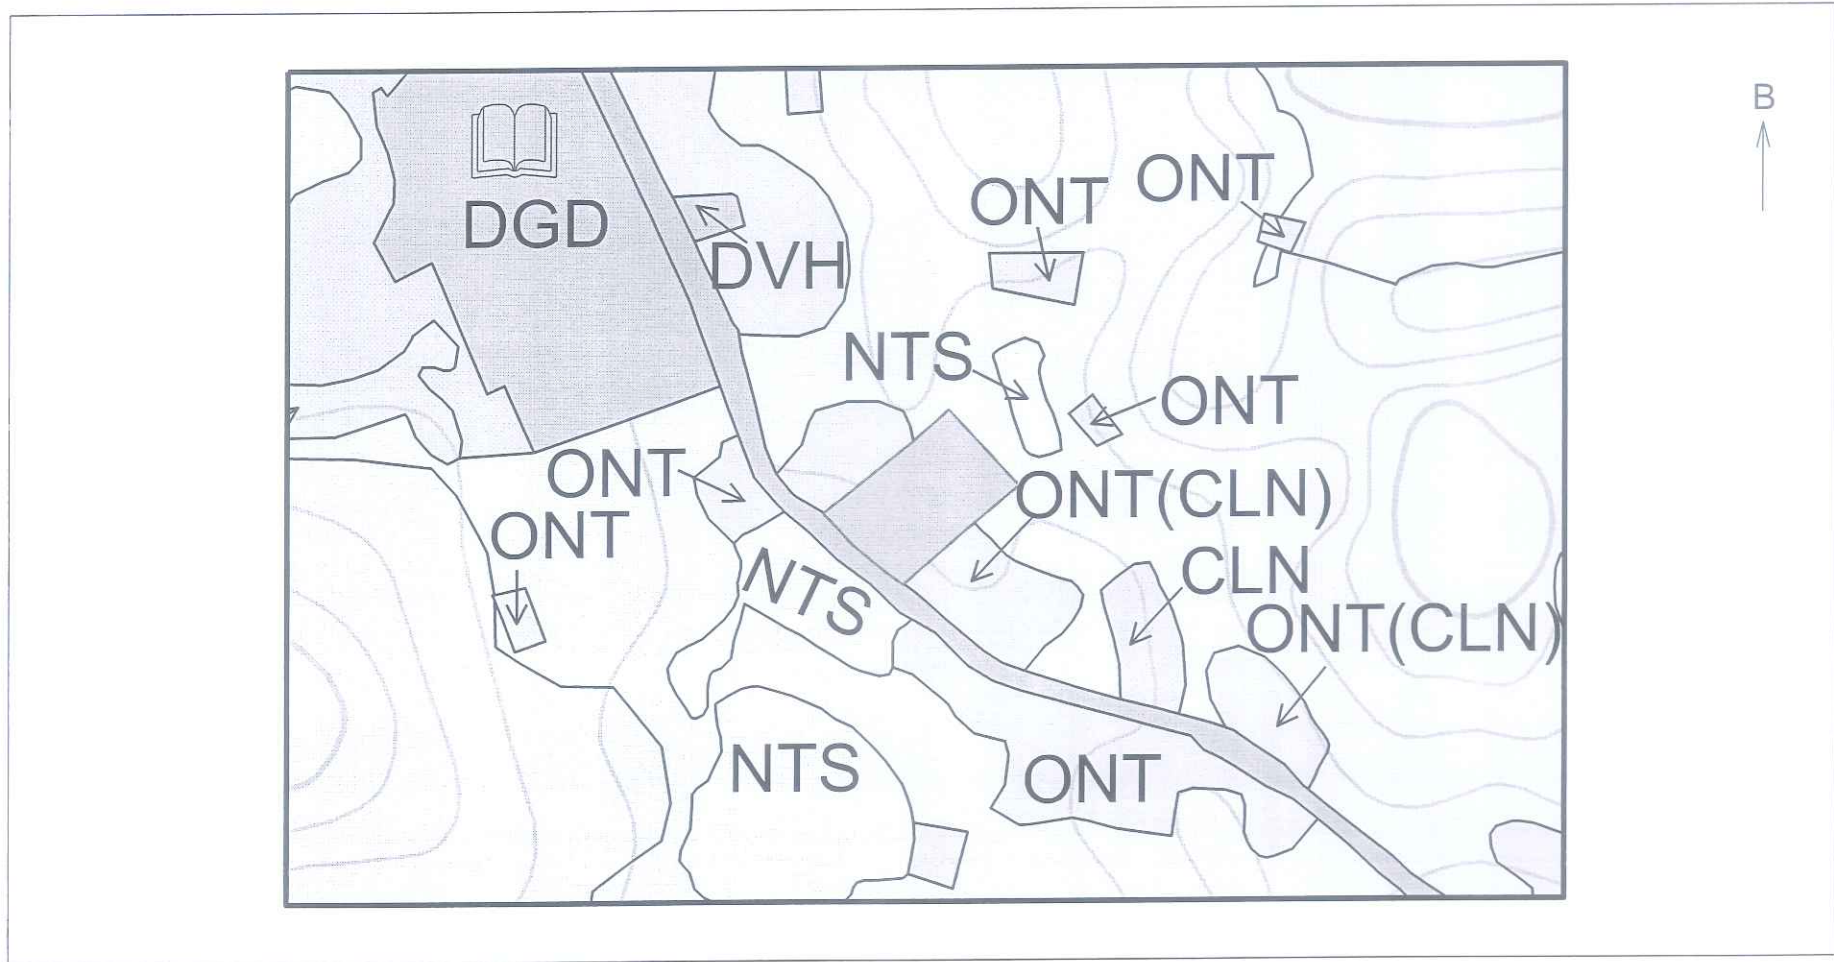 B
ONT
ONT
DGD
DVH
NTS
ONT
ONT
ONT(CLN)
ONT
NTS
CLN
ONT(CLN)
NTS
ONT